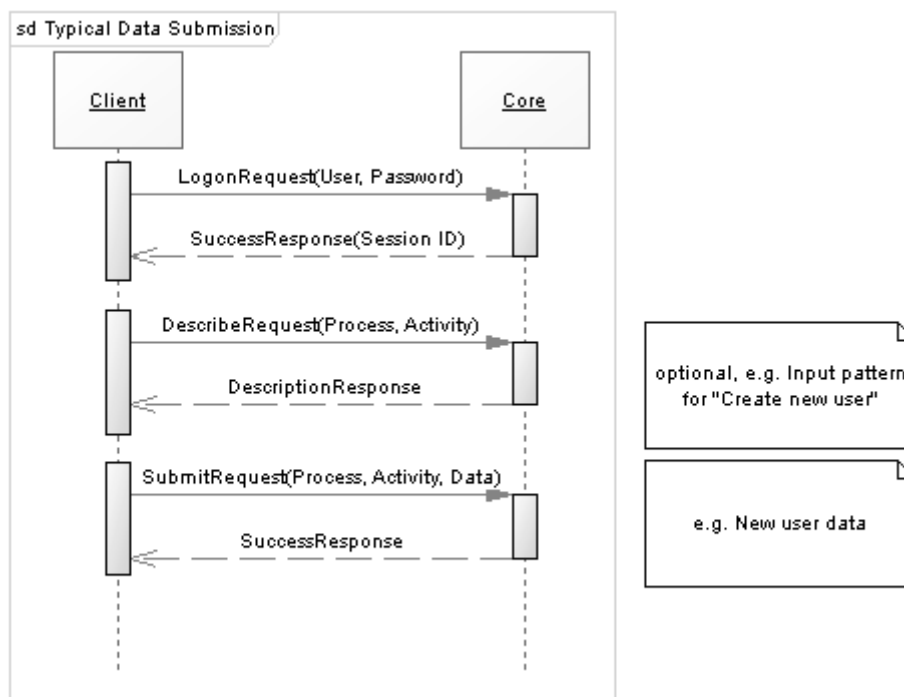 sd Typical Data Submission
Client
Core
LogonRequest(User, Password)
SuccessResponse(Session ID)
DescribeRequest(Process, Activity)
DescriptionResponse
optional, e.g. Input pattern
for "Create new user"
SubmitRequest(Process, Activity, Data)
SuccessResponse
e.g. New user data